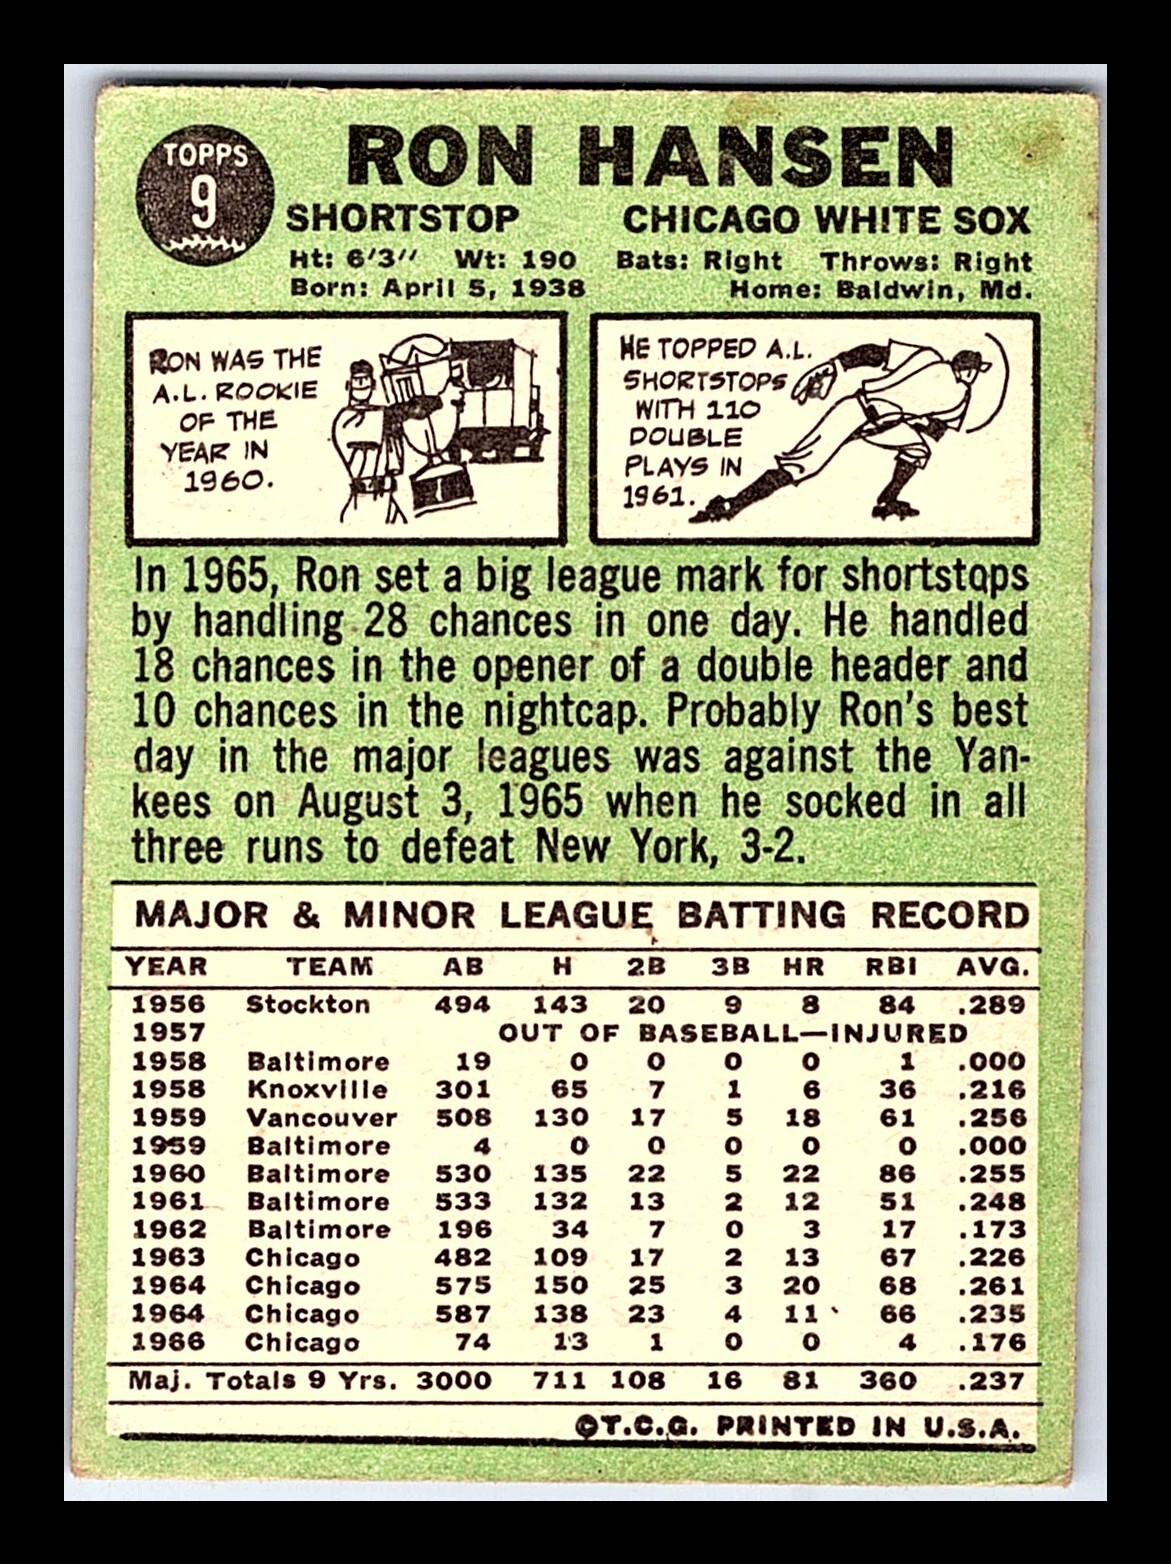 TOPPS
9
RON HANSEN
SHORTSTOP CHICAGO WHITE SOX
Ht: 6'3" Wt: 190 Bats: Right Throws: Right
Born: April 5, 1938 Home: Baldwin, Md.
RON WAS THE
A.L. ROOKIE
OF THE
YEAR IN
1960.
HE TOPPED A.L.
SHORTSTOPS
WITH 110
DOUBLE
PLAYS IN
1961.
In 1965, Ron set a big league mark for shortstops
by handling 28 chances in one day. He handled
18 chances in the opener of a double header and
10 chances in the nightcap. Probably Ron's best
day in the major leagues was against the Yan-
kees on August 3, 1965 when he socked in all
three runs to defeat New York, 3-2.
MAJOR & MINOR LEAGUE BATTING RECORD
YEAR TEAM AB H 2B 3B HR RBI AVG.
1956 Stockton 494 143 20 9 8 84 .289
1957 OUT OF BASEBALL—INJURED
1958 Baltimore 19 0 0 0 0 1 .000
1958 Knoxville 301 65 7 1 6 36 .216
1959 Vancouver 508 130 17 5 18 61 .256
1959 Baltimore 4 0 0 0 0 0 .000
1960 Baltimore 530 135 22 5 22 86 .255
1961 Baltimore 533 132 13 2 12 51 .248
1962 Baltimore 196 34 7 0 3 17 .173
1963 Chicago 482 109 17 2 13 67 .226
1964 Chicago 575 150 25 3 20 68 .261
1964 Chicago 587 138 23 4 11 66 .235
1966 Chicago 74 13 1 0 0 4 .176
Maj. Totals 9 Yrs. 3000 711 108 16 81 360 .237
©T.C.G. PRINTED IN U.S.A.